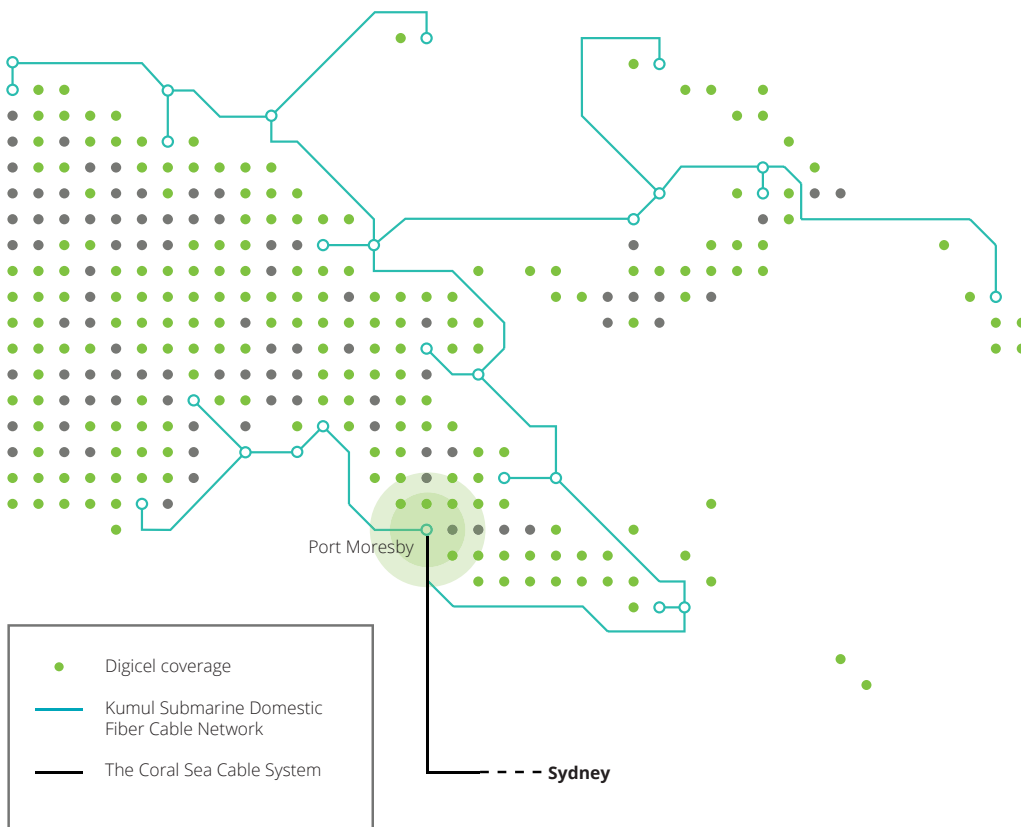 Port Moresby
Digicel coverage
Kumul Submarine Domestic
Fiber Cable Network
The Coral Sea Cable System
Sydney